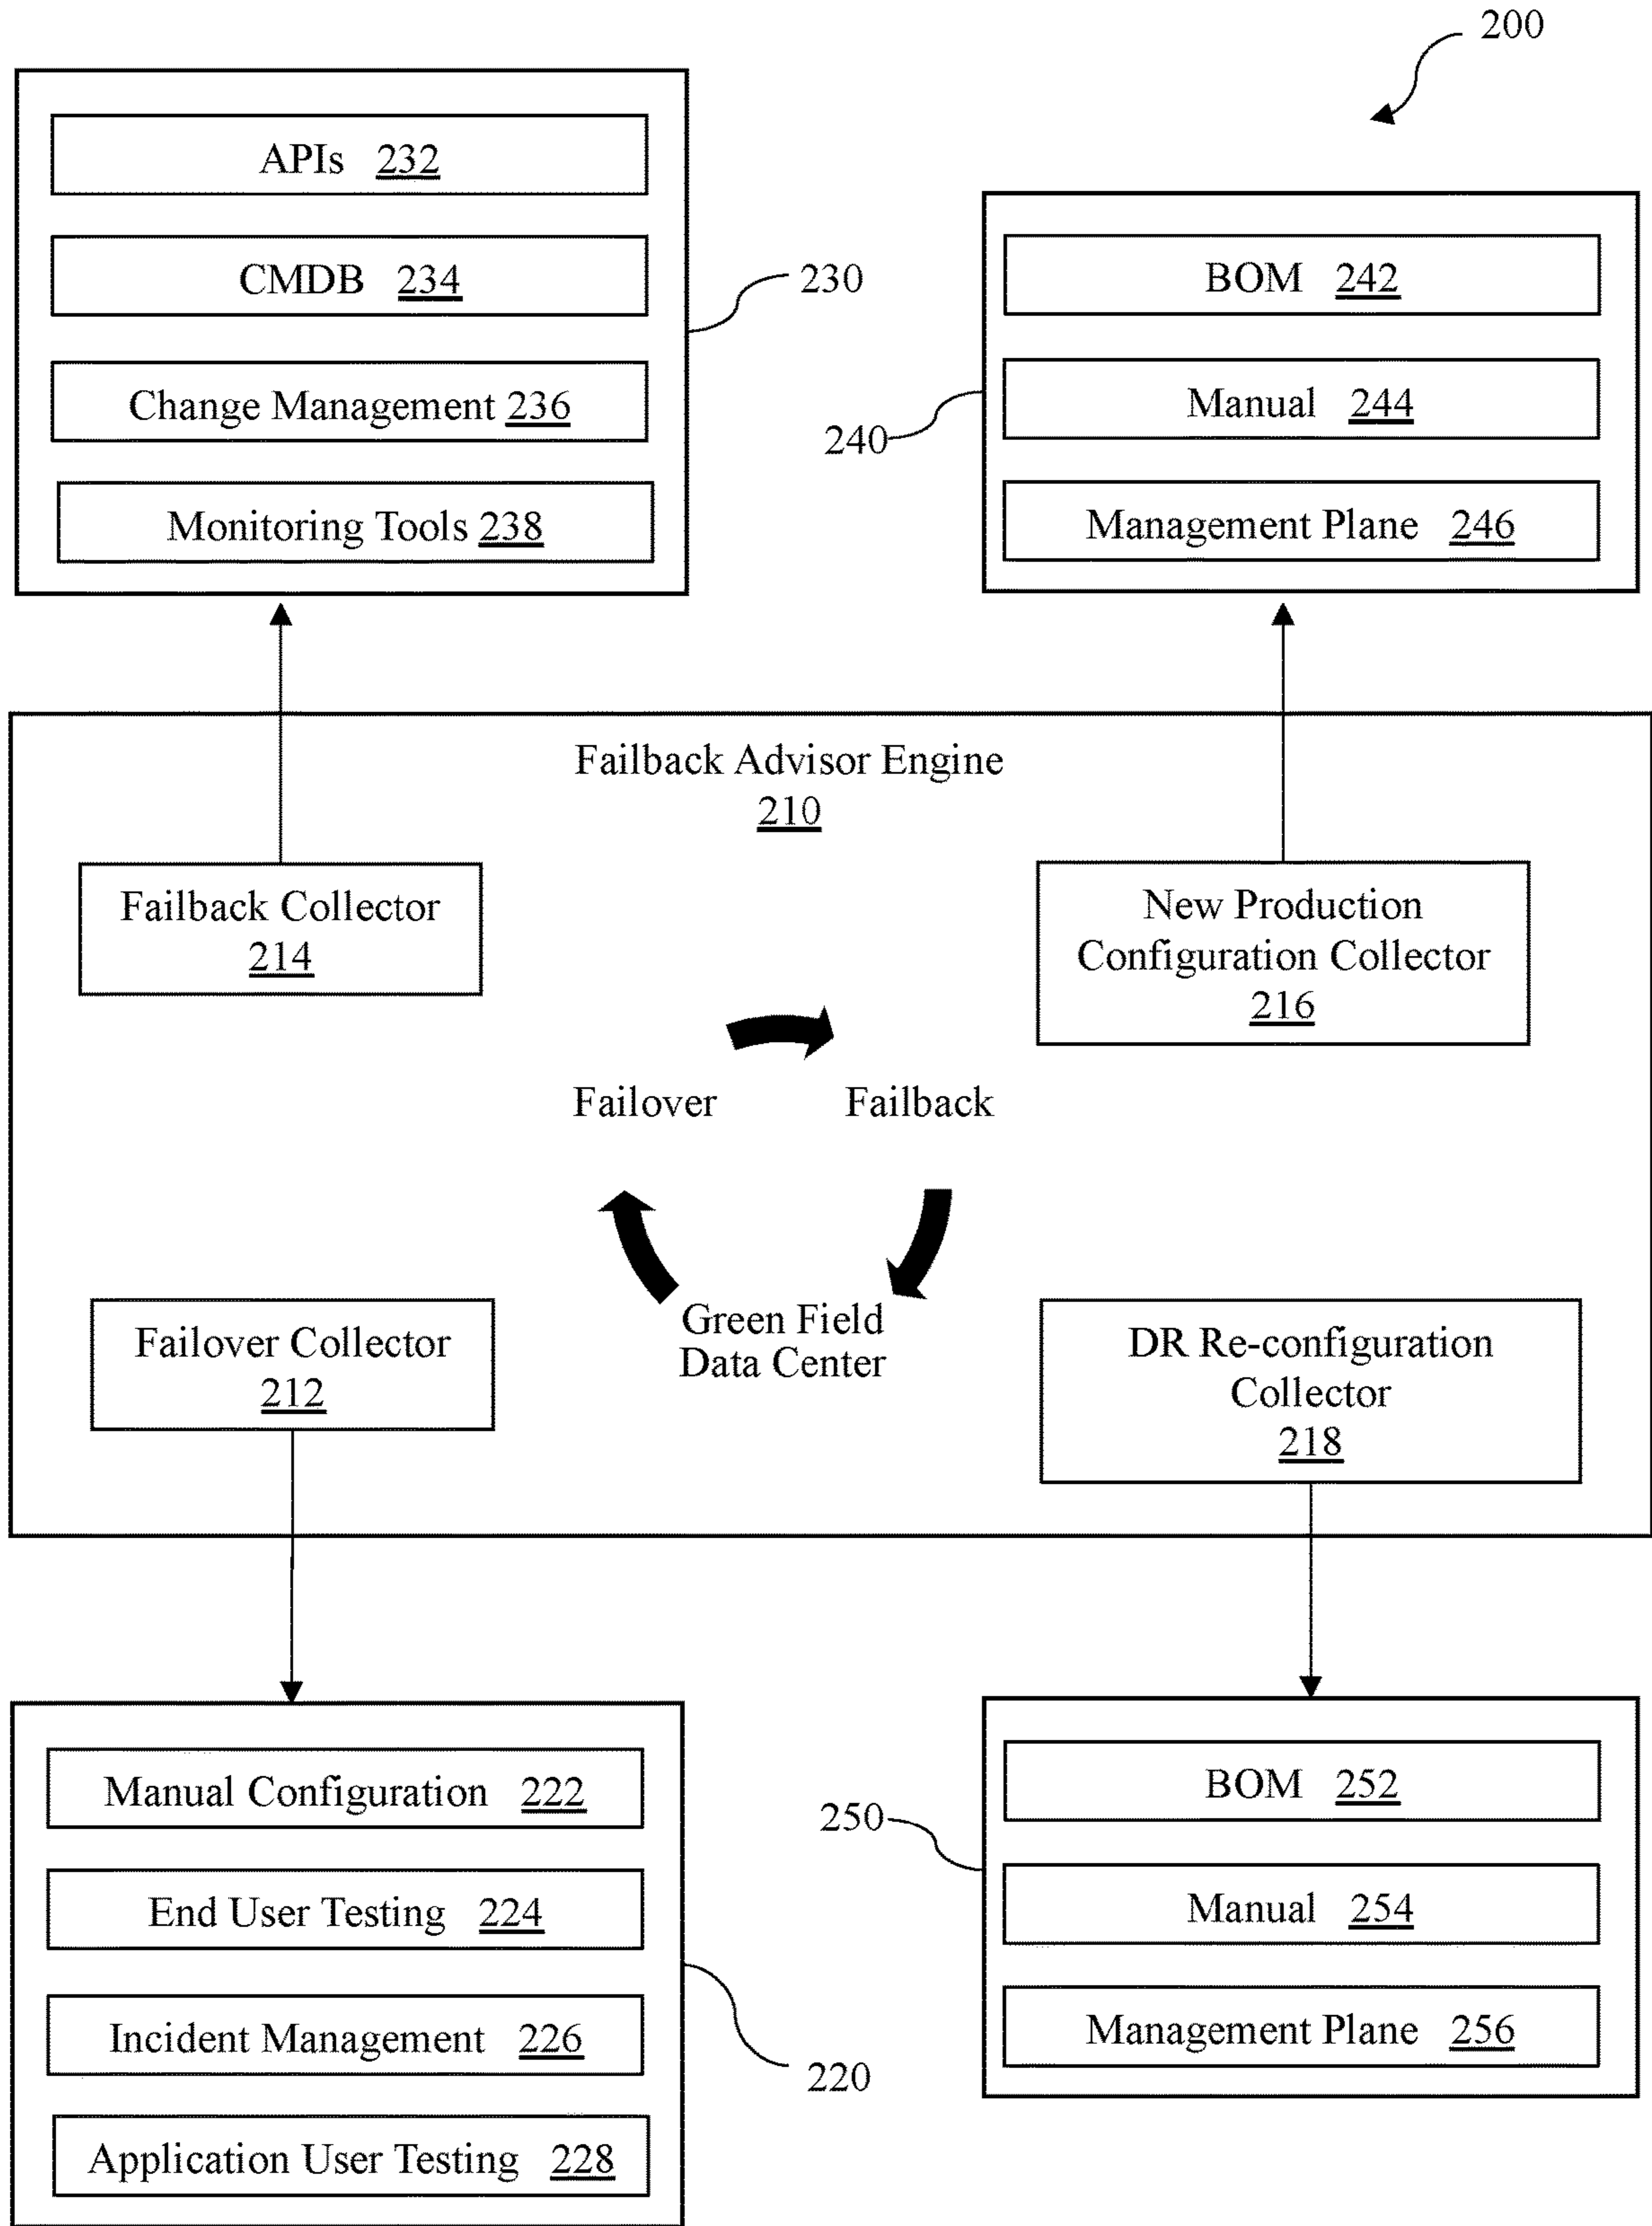 200
APIs 232
CMDB 234
Change Management 236
Monitoring Tools 238
230
BOM 242
Manual 244
Management Plane 246
240
Failback Advisor Engine
210
Failback Collector
214
New Production
Configuration Collector
216
Failover
Failback
Green Field
Data Center
Failover Collector
212
DR Re-configuration
Collector
218
Manual Configuration 222
End User Testing 224
Incident Management 226
Application User Testing 228
220
BOM 252
Manual 254
Management Plane 256
250